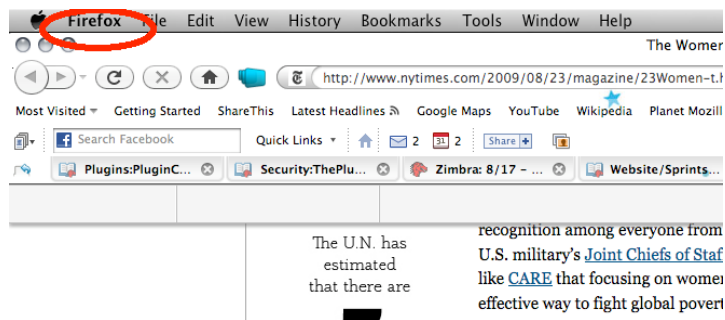 Firefox File Edit View History Bookmarks Tools Window Help
The Women
http://www.nytimes.com/2009/08/23/magazine/23Women-t.h
Most Visited Getting Started ShareThis Latest Headlines Google Maps YouTube Wikipedia Planet Mozill
Search Facebook Quick Links 2 31 2 Share
Plugins:PluginC... Security:ThePlu... Zimbra: 8/17 - ... Website/Sprints...
The U.N. has
estimated
that there are
recognition among everyone from
U.S. military's Joint Chiefs of Staf
like CARE that focusing on women
effective way to fight global povert